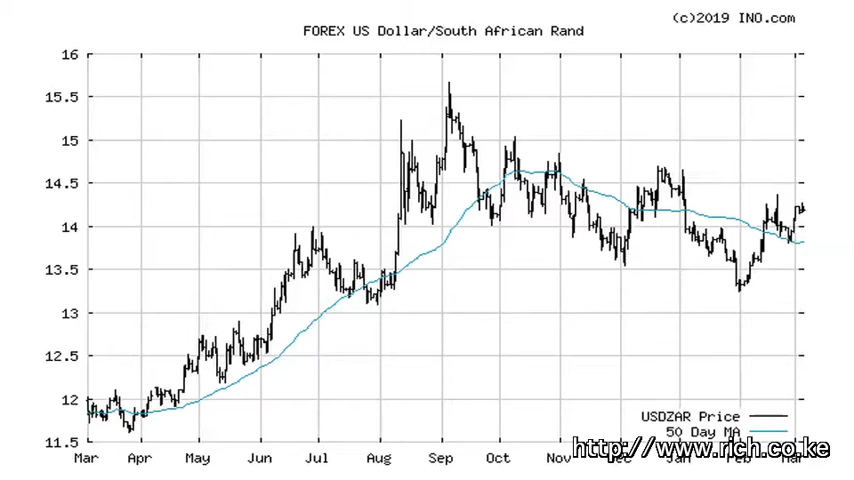 (c)2019 INO.com
FOREX US Dollar/South African Rand
16
15.5
15
14.5
14
13.5
13
12.5
12
11.5
USDZAR Price
50 Day MA
Mar Apr May Jun Jul Aug Sep Oct Nov Dec Jan Feb Mar
http://www.rich.co.ke